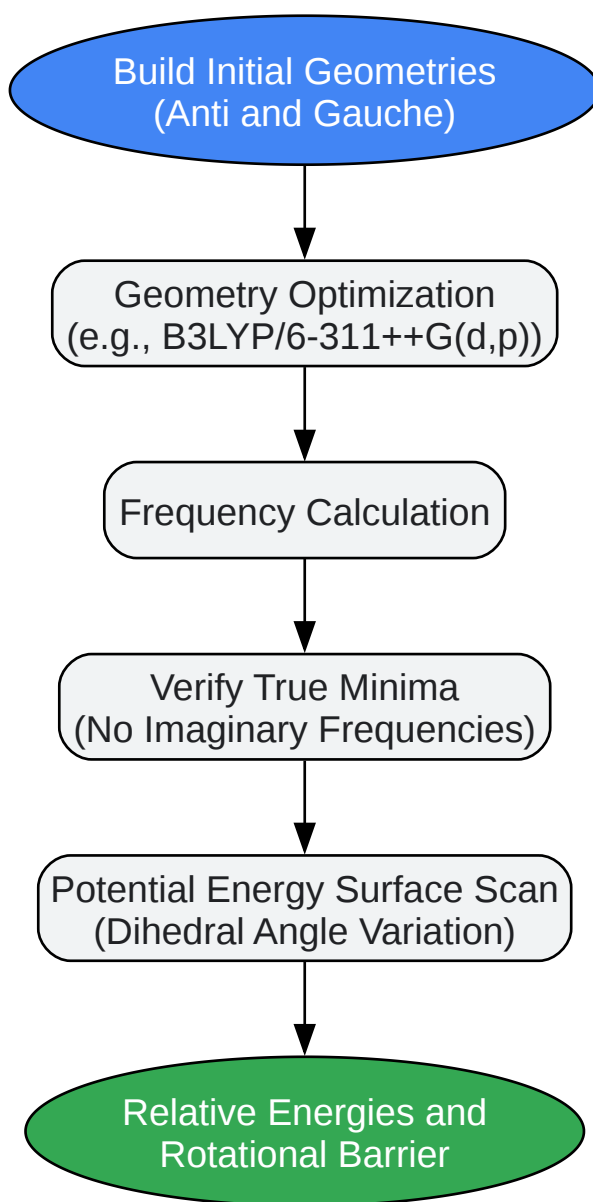 Build Initial Geometries
(Anti and Gauche)
Geometry Optimization
(e.g., B3LYP/6-311++G(d,p))
Frequency Calculation
Verify True Minima
(No Imaginary Frequencies)
Potential Energy Surface Scan
(Dihedral Angle Variation)
Relative Energies and
Rotational Barrier